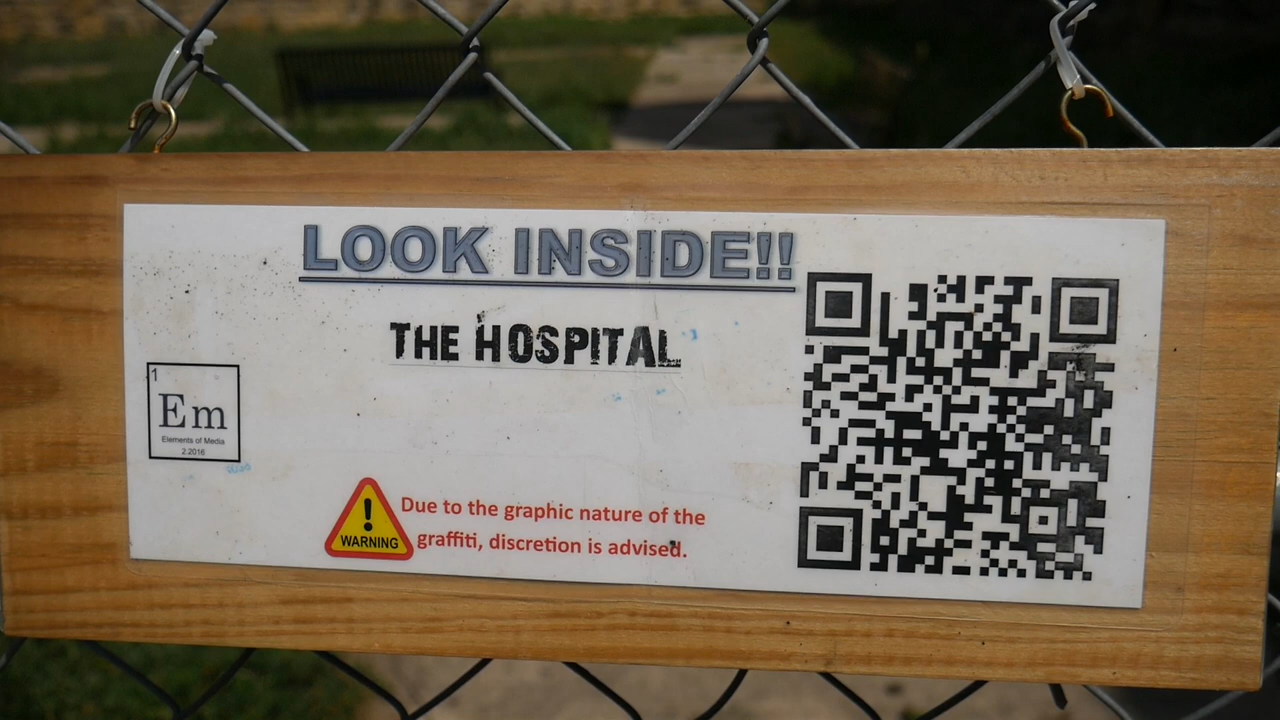 LOOK INSIDE!!
THE HOSPITAL
1
Em
Elements of Media
2.2016
WARNING
Due to the graphic nature of the
graffiti, discretion is advised.